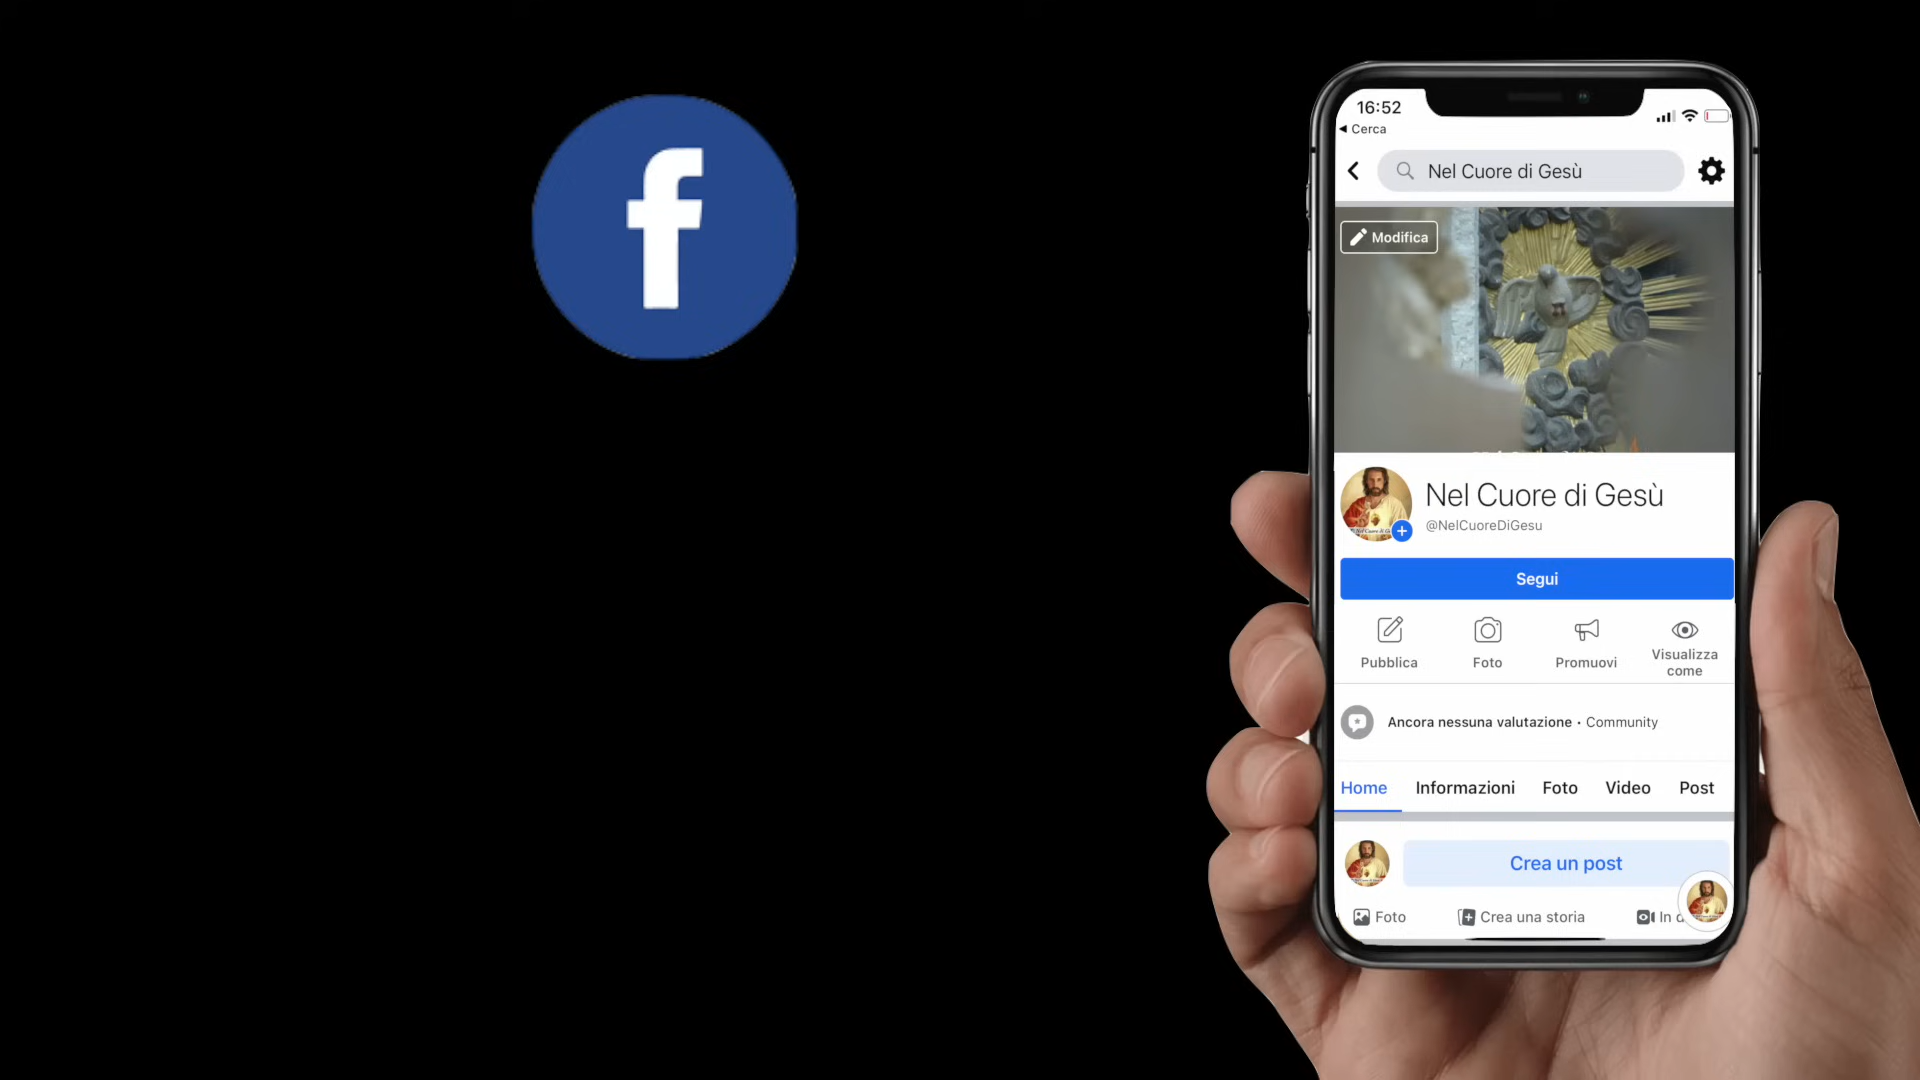 f
16:52
Cerca
Nel Cuore di Gesù
Modifica
Nel Cuore di Gesù
@NelCuoreDiGesu
Segui
Pubblica
Foto
Promuovi
Visualizza
come
Ancora nessuna valutazione • Community
Home
Informazioni
Foto
Video
Post
Crea un post
Foto
Crea una storia
In d